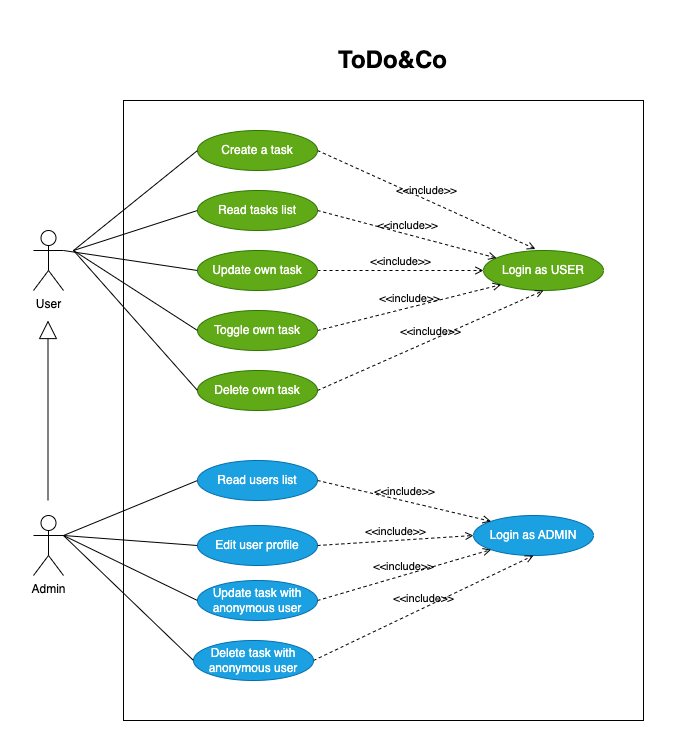 ToDo&Co
Create a task
<<include>>
Read tasks list
<<include>>
Update own task
<<include>>
Login as USER
User
<<include>>
Toggle own task
<<include>>
Delete own task
Read users list
<<include>>
Edit user profile
<<include>>
Login as ADMIN
Admin
<<include>>
Update task with
anonymous user
<<include>>
Delete task with
anonymous user